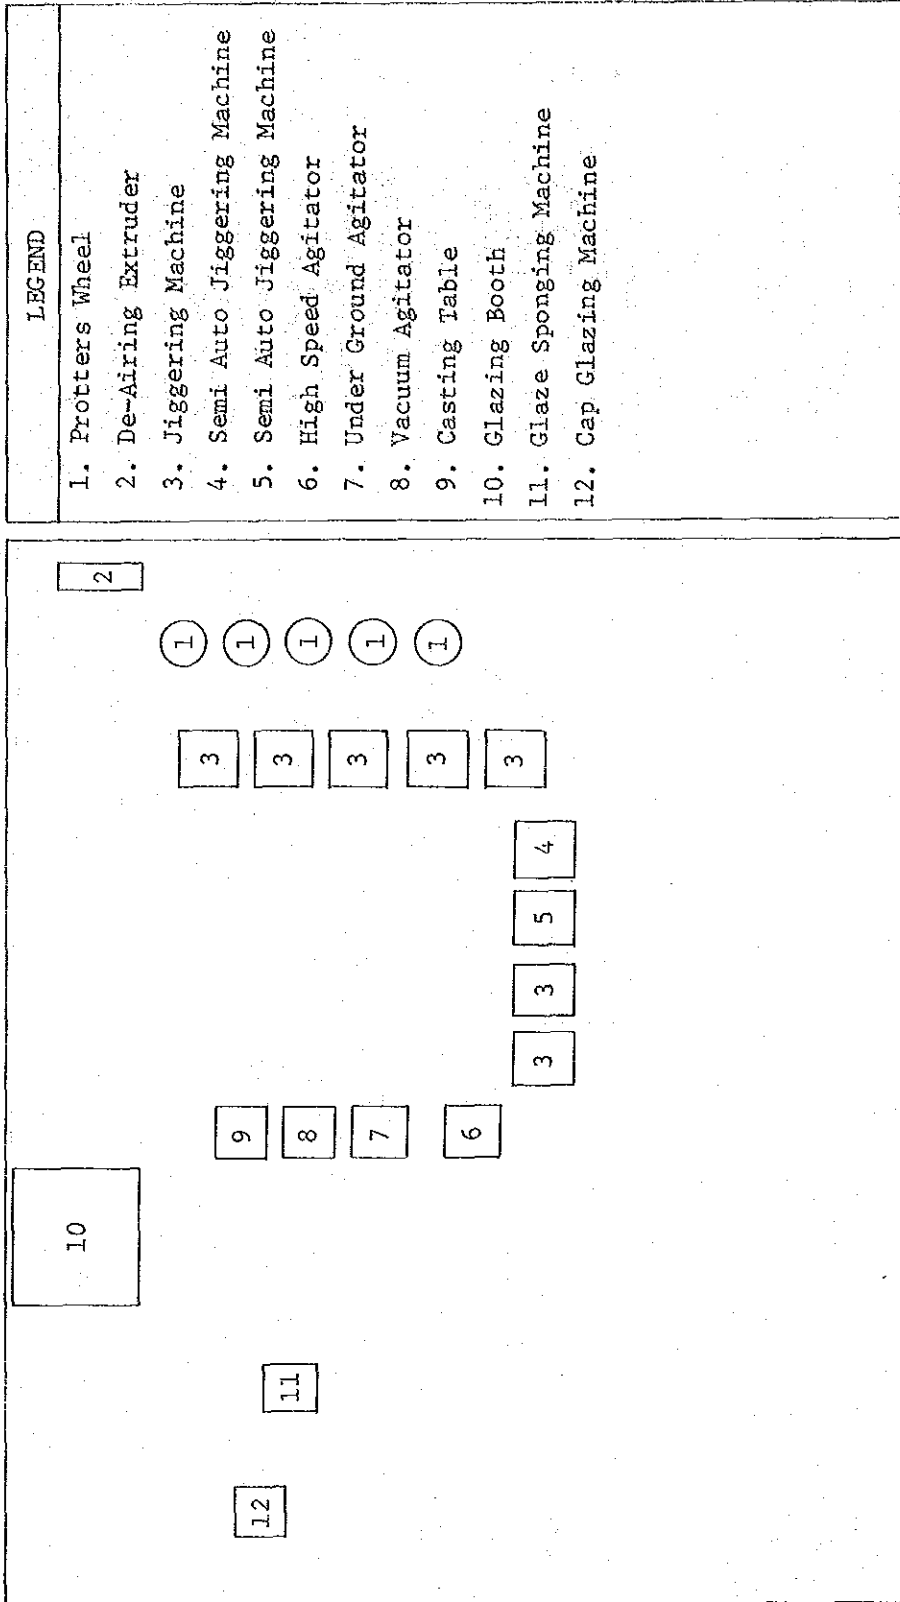 10
2
12
11
9
8
7
6
3
3
5
4
3
3
3
3
3
1
1
1
1
1
LEGEND
1. Protters Wheel
2. De-Airing Extruder
3. Jiggering Machine
4. Semi Auto Jiggering Machine
5. Semi Auto Jiggering Machine
6. High Speed Agitator
7. Under Ground Agitator
8. Vacuum Agitator
9. Casting Table
10. Glazing Booth
11. Glaze Sponging Machine
12. Cap Glazing Machine